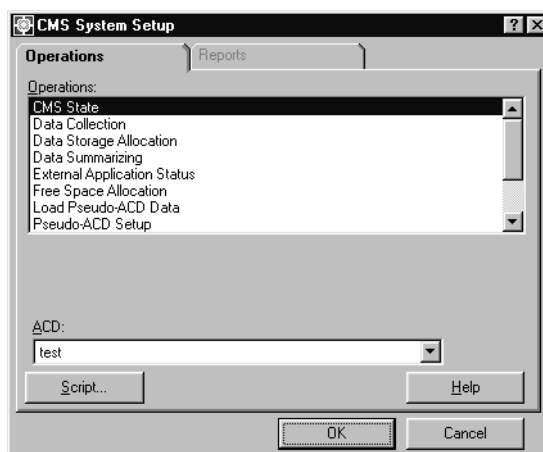 CMS System Setup
Operations
Reports
Operations:
CMS State
Data Collection
Data Storage Allocation
Data Summarizing
External Application Status
Free Space Allocation
Load Pseudo-ACD Data
Pseudo-ACD Setup
ACD:
test
Script...
Help
OK
Cancel